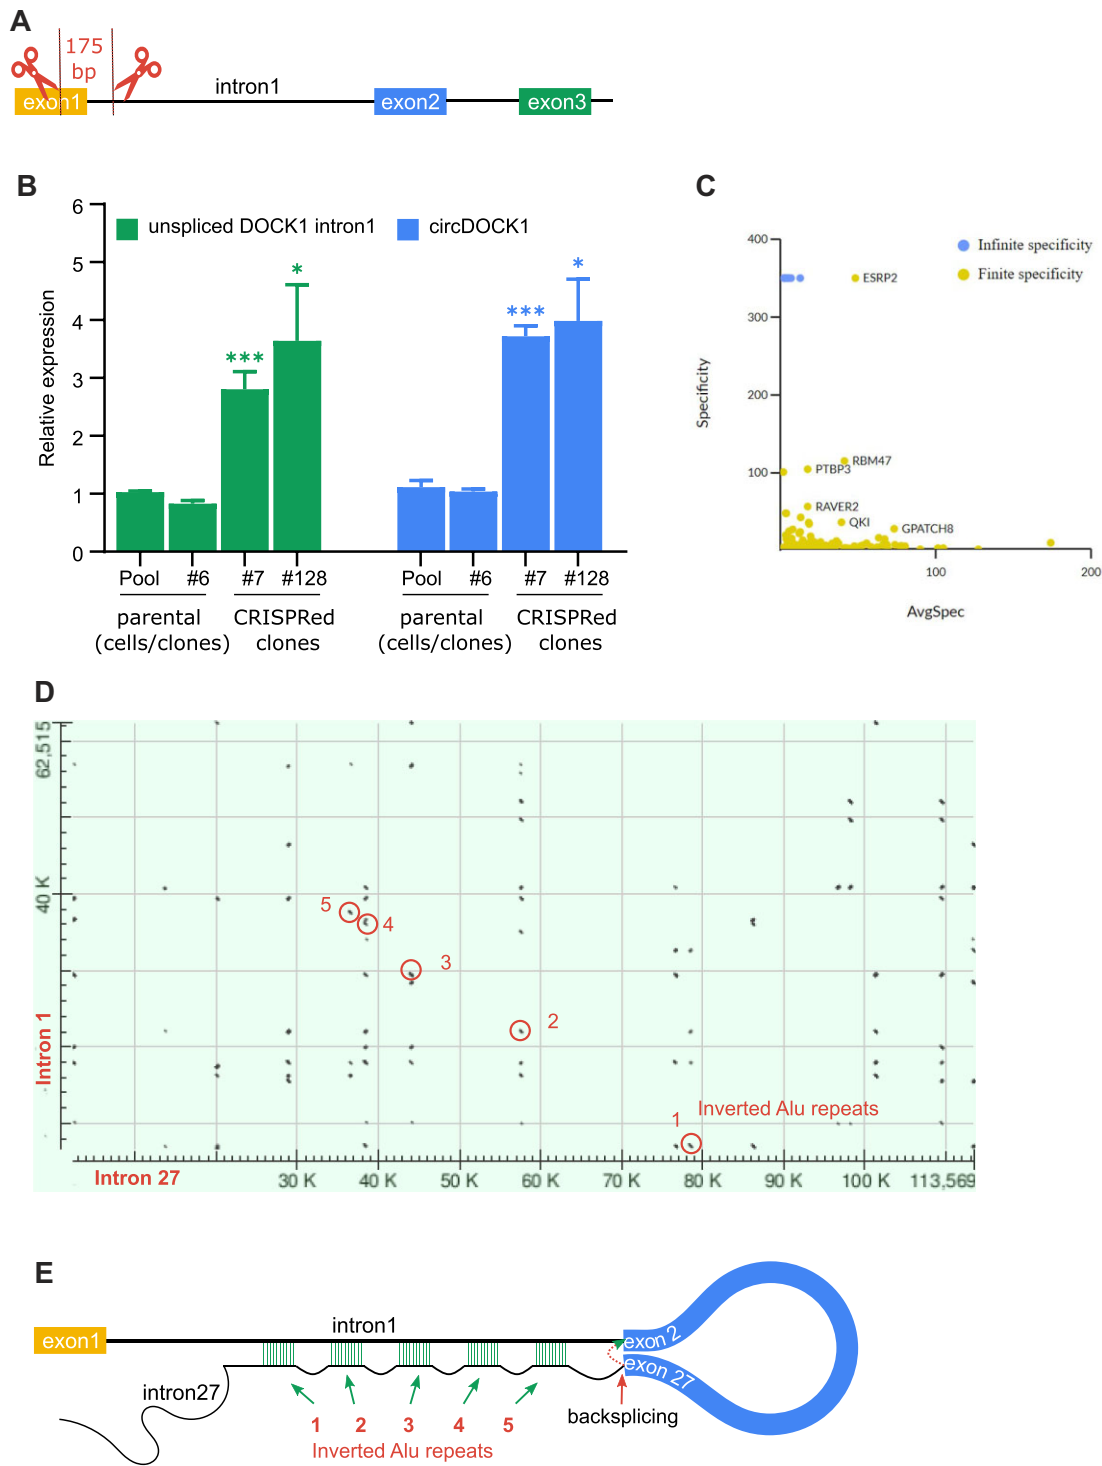 A
175
bp
exon1
intron1
exon2
exon3
B
6
5
4
3
2
1
0
Relative expression
unspliced DOCK1 intron1
circDOCK1
***
*
***
*
Pool
#6
#7
#128
Pool
#6
#7
#128
parental
(cells/clones)
CRISPRed
clones
parental
(cells/clones)
CRISPRed
clones
C
400
300
200
100
Specificity
Infinite specificity
Finite specificity
ESRP2
RBM47
PTBP3
RAVER2
QKI
GPATCH8
100
200
AvgSpec
D
62,515
40 K
Intron 1
5
4
3
2
1
Inverted Alu repeats
Intron 27
30 K
40 K
50 K
60 K
70 K
80 K
90 K
100 K
113,569
E
exon1
intron1
exon 2
exon 27
intron27
backsplicing
1
2
3
4
5
Inverted Alu repeats